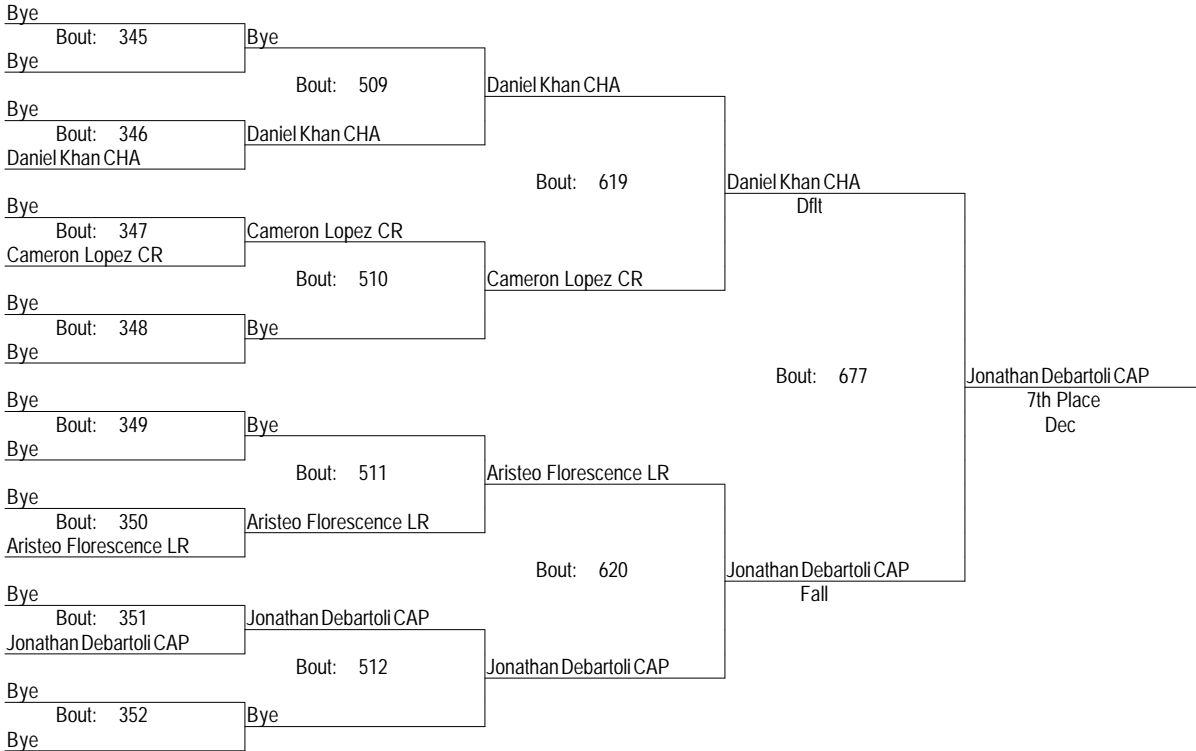 Bye
Bout: 345
Bye
Bye
Bout: 509
Daniel Khan CHA
Bye
Bout: 346
Daniel Khan CHA
Daniel Khan CHA
Bout: 619
Daniel Khan CHA
Dflt
Bye
Bout: 347
Cameron Lopez CR
Cameron Lopez CR
Bout: 510
Cameron Lopez CR
Bye
Bout: 348
Bye
Bye
Bout: 677
Jonathan Debartoli CAP
7th Place
Dec
Bye
Bout: 349
Bye
Bye
Bout: 511
Aristeo Florescence LR
Bye
Bout: 350
Aristeo Florescence LR
Aristeo Florescence LR
Bout: 620
Jonathan Debartoli CAP
Fall
Bye
Bout: 351
Jonathan Debartoli CAP
Jonathan Debartoli CAP
Bout: 512
Jonathan Debartoli CAP
Bye
Bout: 352
Bye
Bye